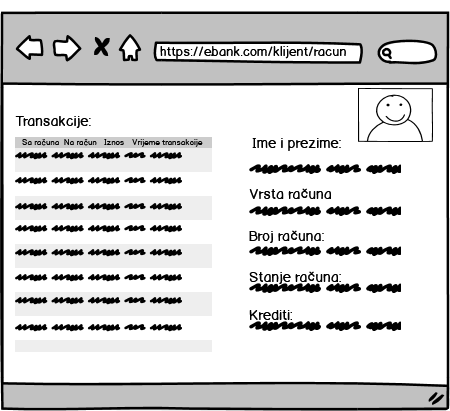 https://ebank.com/klijent/racun
Transakcije:
Sa računa Na račun Iznos Vrijeme transakcije
Ime i prezime:
Vrsta računa
Broj računa:
Stanje računa:
Krediti: